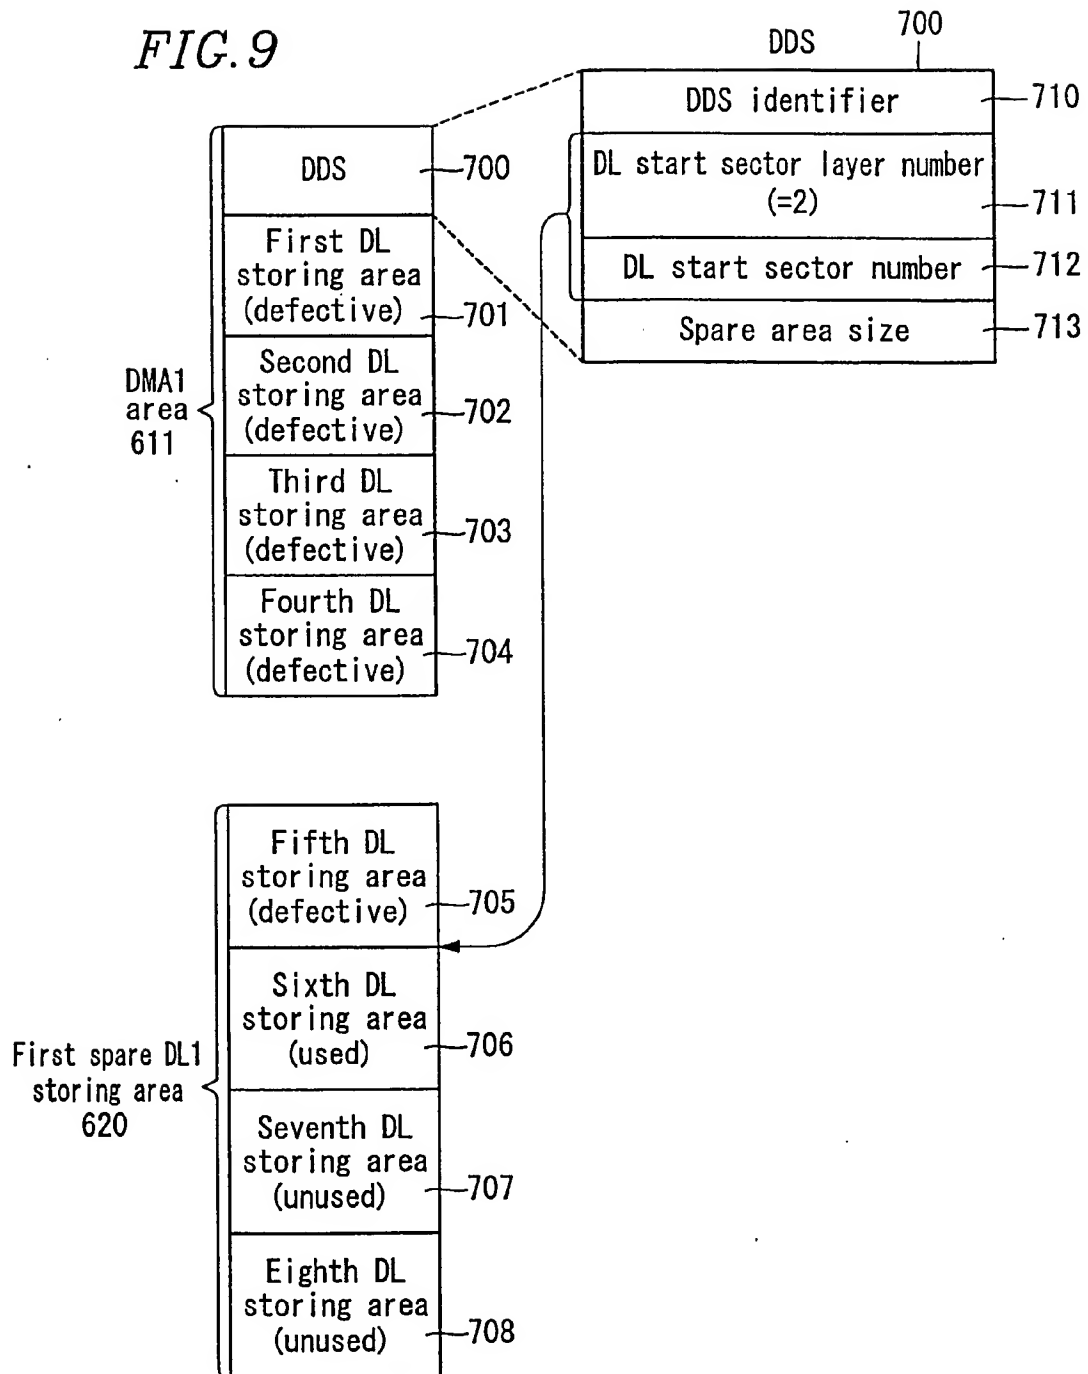 FIG. 9
DDS
700
DDS identifier
710
DL start sector layer number
(=2)
711
DL start sector number
712
Spare area size
713
DDS
700
First DL
storing area
(defective)
701
Second DL
storing area
(defective)
702
Third DL
storing area
(defective)
703
Fourth DL
storing area
(defective)
704
DMA1
area
611
Fifth DL
storing area
(defective)
705
Sixth DL
storing area
(used)
706
Seventh DL
storing area
(unused)
707
Eighth DL
storing area
(unused)
708
First spare DL1
storing area
620